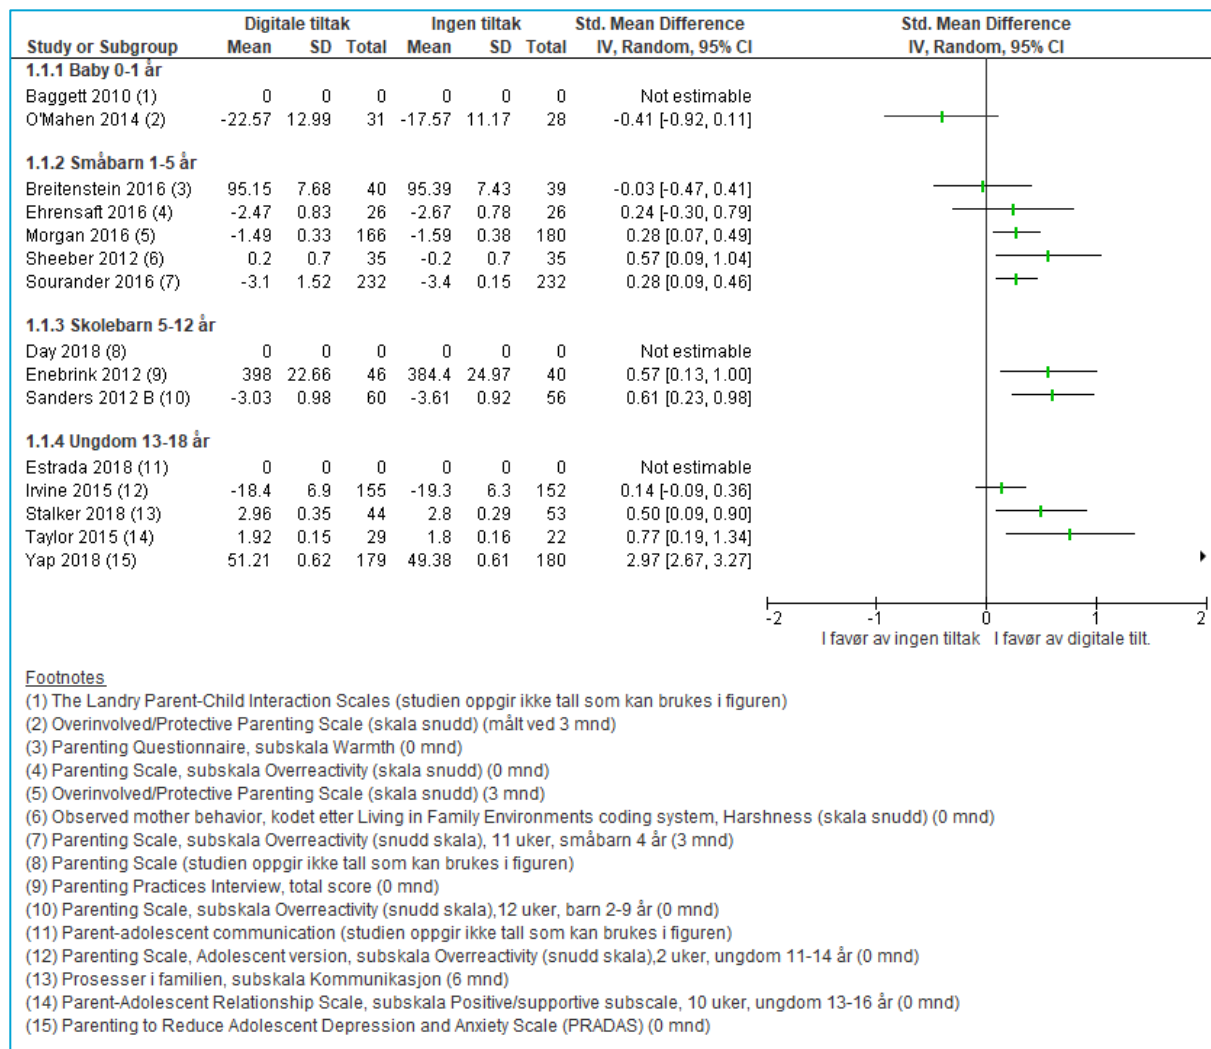 Digitale tiltak Ingen tiltak Std. Mean Difference Std. Mean Difference
Study or Subgroup Mean SD Total Mean SD Total IV, Random, 95% CI IV, Random, 95% CI
1.1.1 Baby 0-1 år
Baggett 2010 (1) 0 0 0 0 0 0 Not estimable
O'Mahen 2014 (2) -22.57 12.99 31 -17.57 11.17 28 -0.41 [-0.92, 0.11]
1.1.2 Småbarn 1-5 år
Breitenstein 2016 (3) 95.15 7.68 40 95.39 7.43 39 -0.03 [-0.47, 0.41]
Ehrensaft 2016 (4) -2.47 0.83 26 -2.67 0.78 26 0.24 [-0.30, 0.79]
Morgan 2016 (5) -1.49 0.33 166 -1.59 0.38 180 0.28 [0.07, 0.49]
Sheeber 2012 (6) 0.2 0.7 35 -0.2 0.7 35 0.57 [0.09, 1.04]
Sourander 2016 (7) -3.1 1.52 232 -3.4 0.15 232 0.28 [0.09, 0.46]
1.1.3 Skolebarn 5-12 år
Day 2018 (8) 0 0 0 0 0 0 Not estimable
Enebrink 2012 (9) 398 22.66 46 384.4 24.97 40 0.57 [0.13, 1.00]
Sanders 2012 B (10) -3.03 0.98 60 -3.61 0.92 56 0.61 [0.23, 0.98]
1.1.4 Ungdom 13-18 år
Estrada 2018 (11) 0 0 0 0 0 0 Not estimable
Irvine 2015 (12) -18.4 6.9 155 -19.3 6.3 152 0.14 [-0.09, 0.36]
Stalker 2018 (13) 2.96 0.35 44 2.8 0.29 53 0.50 [0.09, 0.90]
Taylor 2015 (14) 1.92 0.15 29 1.8 0.16 22 0.77 [0.19, 1.34]
Yap 2018 (15) 51.21 0.62 179 49.38 0.61 180 2.97 [2.67, 3.27]
-2 -1 0 1 2
I favør av ingen tiltak I favør av digitale tilt.
Footnotes
(1) The Landry Parent-Child Interaction Scales (studien oppgir ikke tall som kan brukes i figuren)
(2) Overinvolved/Protective Parenting Scale (skala snudd) (målt ved 3 mnd)
(3) Parenting Questionnaire, subskala Warmth (0 mnd)
(4) Parenting Scale, subskala Overreactivity (skala snudd) (0 mnd)
(5) Overinvolved/Protective Parenting Scale (skala snudd) (3 mnd)
(6) Observed mother behavior, kodet etter Living in Family Environments coding system, Harshness (skala snudd) (0 mnd)
(7) Parenting Scale, subskala Overreactivity (snudd skala), 11 uker, småbarn 4 år (3 mnd)
(8) Parenting Scale (studien oppgir ikke tall som kan brukes i figuren)
(9) Parenting Practices Interview, total score (0 mnd)
(10) Parenting Scale, subskala Overreactivity (snudd skala),12 uker, barn 2-9 år (0 mnd)
(11) Parent-adolescent communication (studien oppgir ikke tall som kan brukes i figuren)
(12) Parenting Scale, Adolescent version, subskala Overreactivity (snudd skala),2 uker, ungdom 11-14 år (0 mnd)
(13) Prosesser i familien, subskala Kommunikasjon (6 mnd)
(14) Parent-Adolescent Relationship Scale, subskala Positive/supportive subscale, 10 uker, ungdom 13-16 år (0 mnd)
(15) Parenting to Reduce Adolescent Depression and Anxiety Scale (PRADAS) (0 mnd)